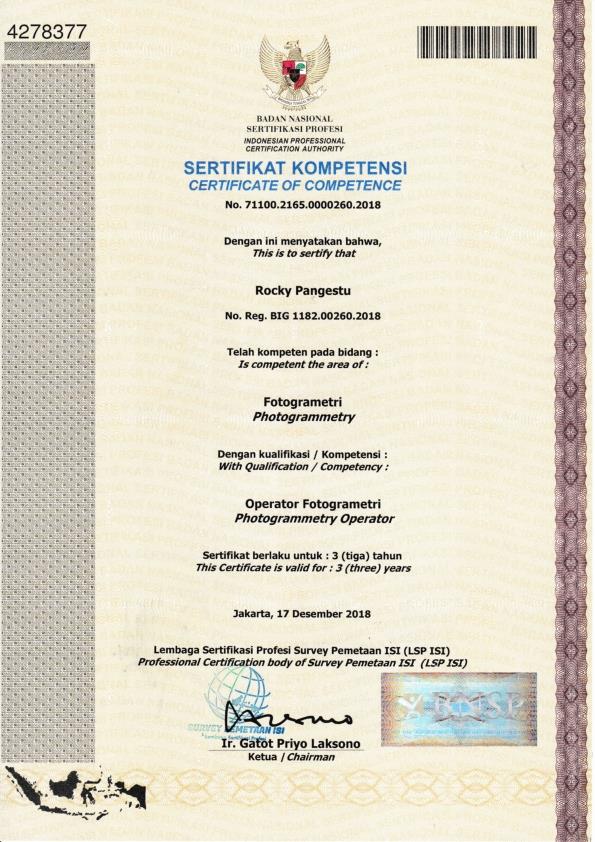 4278377
BADAN NASIONAL
SERTIFIKASI PROFESI
INDONESIAN PROFESSIONAL
CERTIFICATION AUTHORITY
SERTIFIKAT KOMPETENSI
CERTIFICATE OF COMPETENCE
No. 71100.2165.0000260.2018
Dengan ini menyatakan bahwa,
This is to sertify that
Rocky Pangestu
No. Reg. BIG 1182.00260.2018
Telah kompeten pada bidang :
Is competent the area of :
Fotogrametri
Photogrammetry
Dengan kualifikasi / Kompetensi :
With Qualification / Competency :
Operator Fotogrametri
Photogrammetry Operator
Sertifikat berlaku untuk : 3 (tiga) tahun
This Certificate is valid for : 3 (three) years
Jakarta, 17 Desember 2018
Lembaga Sertifikasi Profesi Survey Pemetaan ISI (LSP ISI)
Professional Certification body of Survey Pemetaan ISI (LSP ISI)
SURVEY PEMETAAN ISI
BNSP
Ir. Gatot Priyo Laksono
Ketua / Chairman